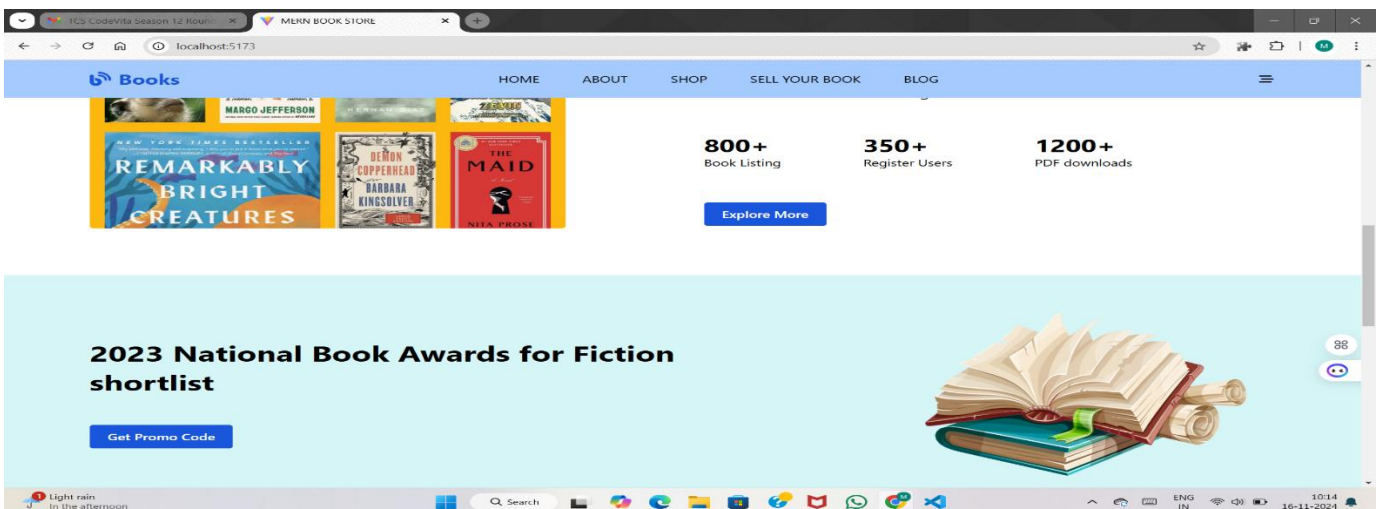 TCS CodeVita Season 12 Round
MERN BOOK STORE
localhost:5173
M
Books
HOME ABOUT SHOP SELL YOUR BOOK BLOG
MARGO JEFFERSON
NEW YORK TIMES BESTSELLER
REMARKABLY
BRIGHT
CREATURES
DEMON
COPPERHEAD
BARBARA
KINGSOLVER
THE
MAID
NITA PROSE
800+ 350+ 1200+
Book Listing Register Users PDF downloads
Explore More
2023 National Book Awards for Fiction
shortlist
Get Promo Code
1
Light rain
In the afternoon
Search
ENG
IN
10:14
16-11-2024